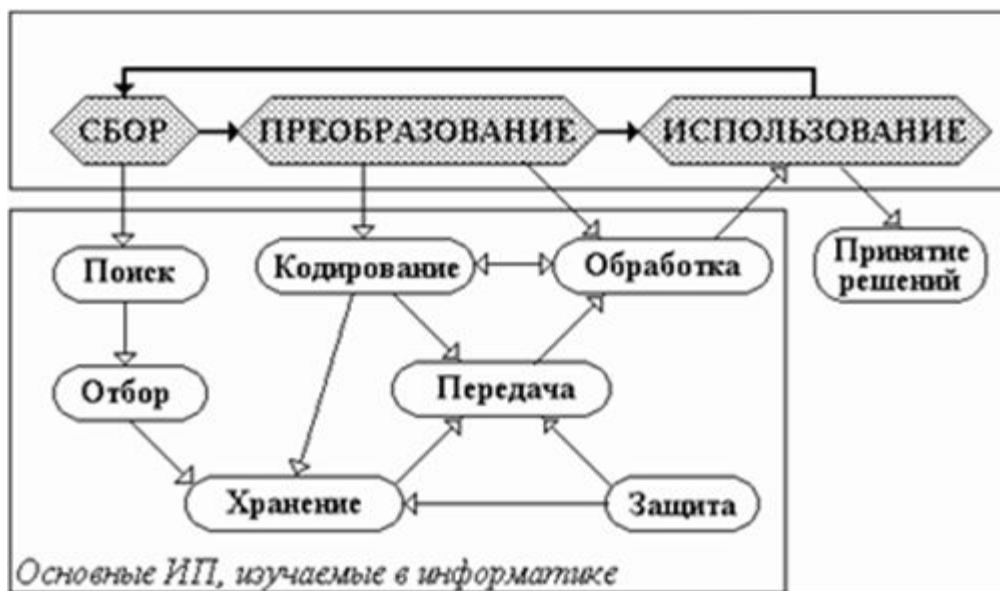 СБОР
ПРЕОБРАЗОВАНИЕ
ИСПОЛЬЗОВАНИЕ
Поиск
Кодирование
Обработка
Принятие
решений
Отбор
Передача
Хранение
Защита
Основные ИП, изучаемые в информатике